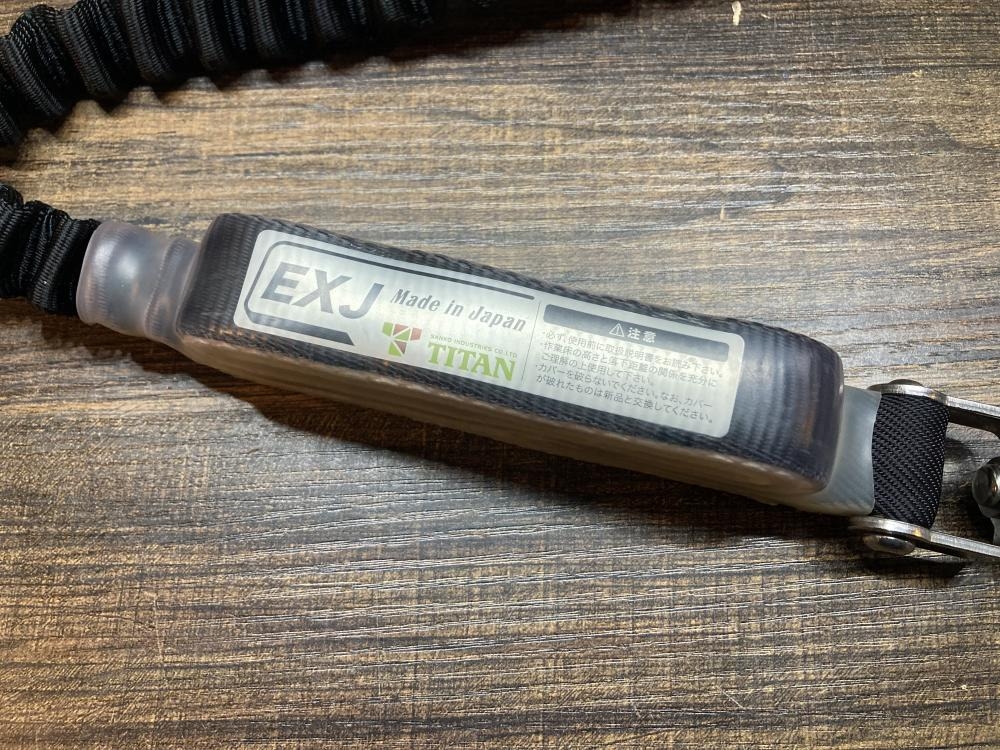 EXJ
Made in Japan
SANKO INDUSTRIES CO.,LTD.
TITAN
⚠注意
・必ず、使用前に取扱説明書をお読み下さい。
・作業床の高さと落下距離の関係を充分に
ご理解の上使用して下さい。
・カバーを破らないでください。なお、カバー
が破れたものは新品と交換してください。